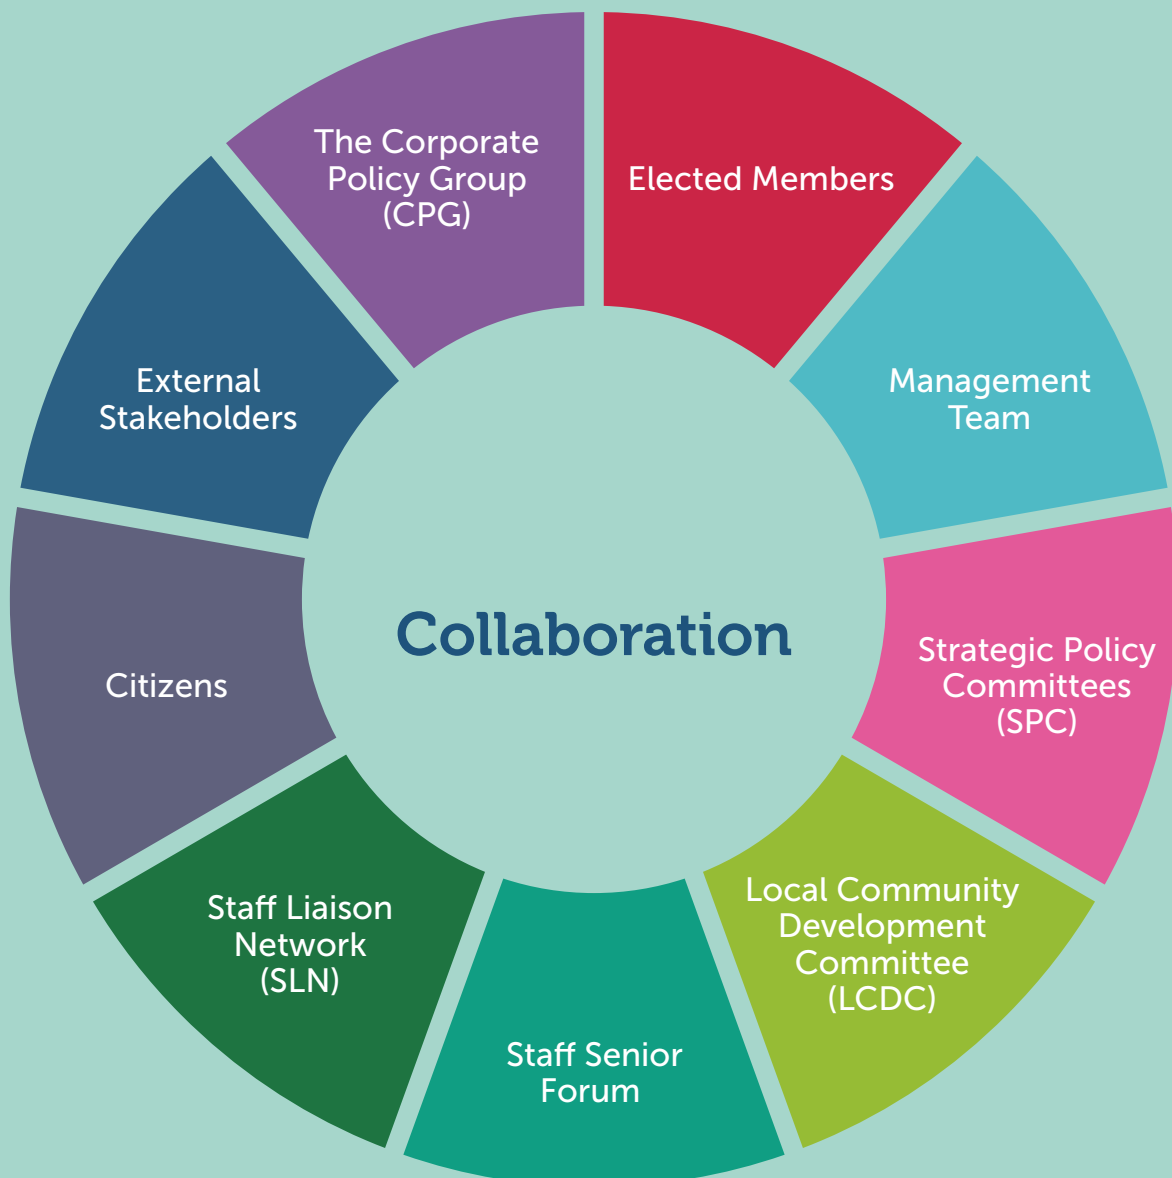 The Corporate
Policy Group
(CPG)
Elected Members
Management
Team
Strategic Policy
Committees
(SPC)
Local Community
Development
Committee
(LCDC)
Staff Senior
Forum
Staff Liaison
Network
(SLN)
Citizens
External
Stakeholders
Collaboration